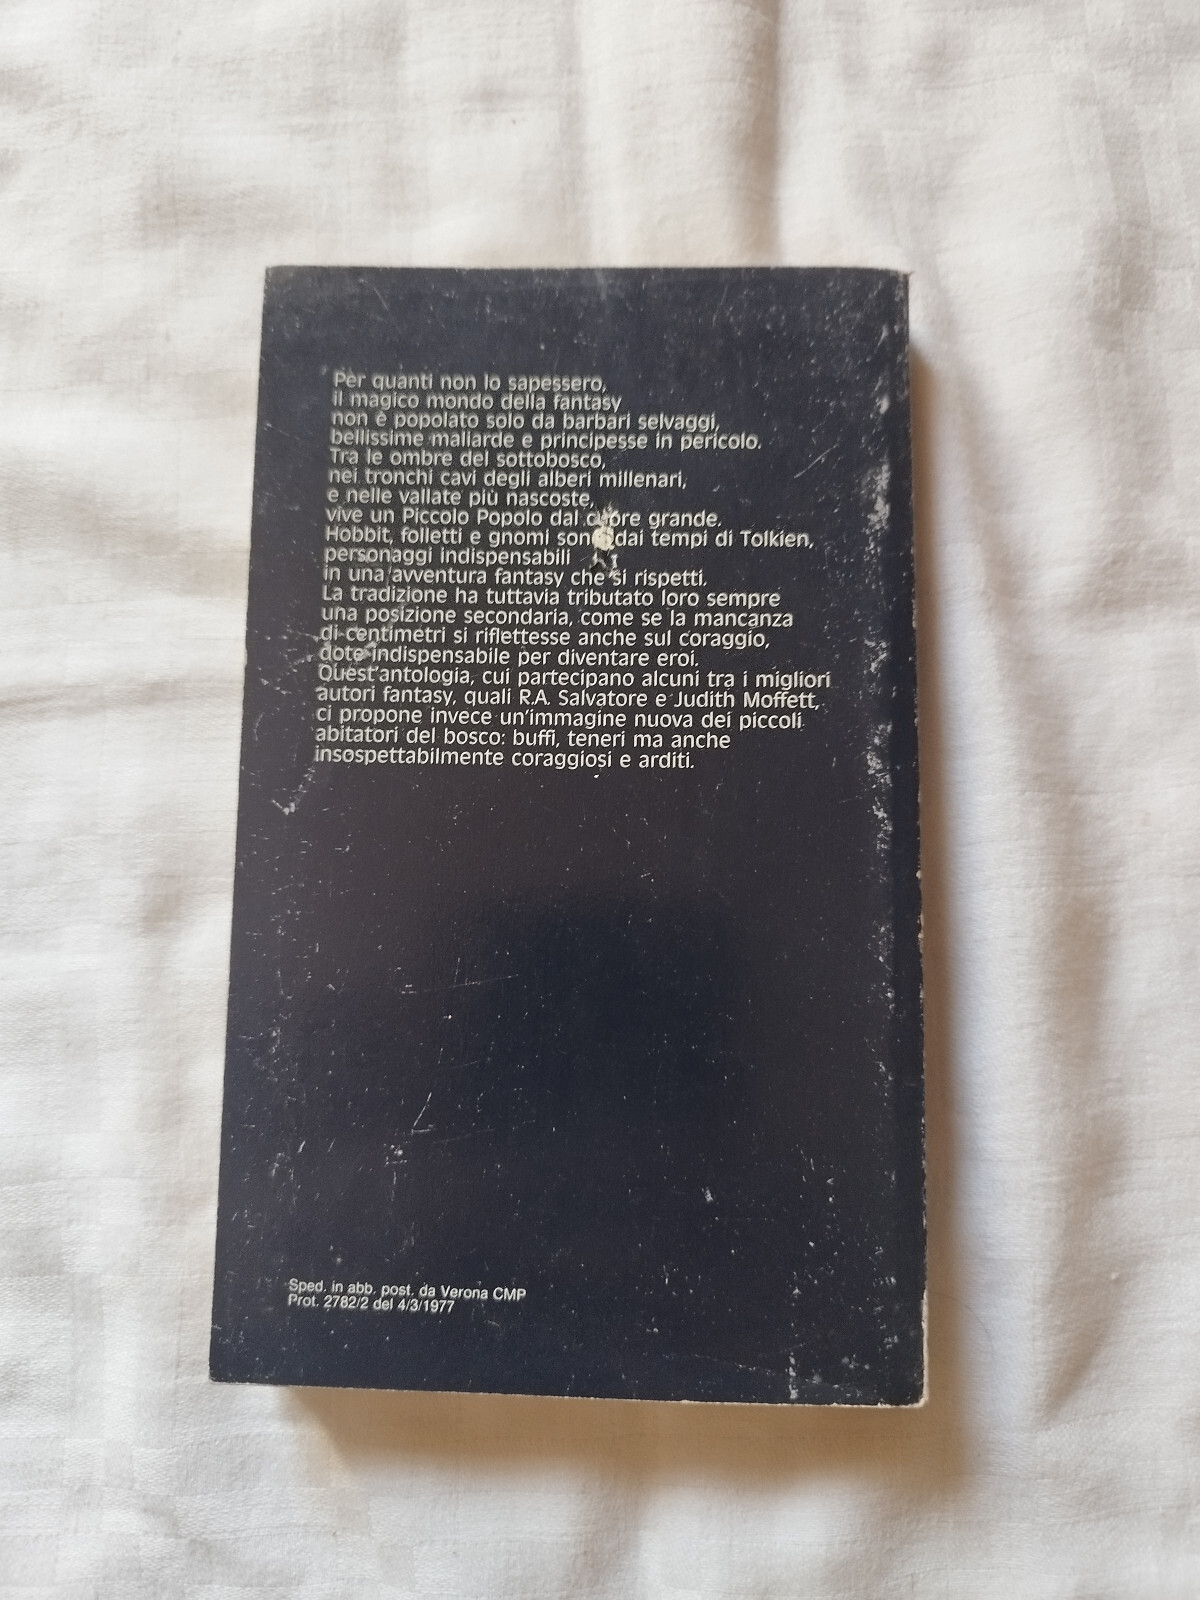 Per quanti non lo sapessero,
il magico mondo della fantasy
non è popolato solo da barbari selvaggi,
bellissime maliarde e principesse in pericolo.
Tra le ombre del sottobosco,
nei tronchi cavi degli alberi millenari,
e nelle vallate più nascoste,
vive un Piccolo Popolo dal cuore grande.
Hobbit, folletti e gnomi sono dai tempi di Tolkien,
personaggi indispensabili
in una avventura fantasy che si rispetti.
La tradizione ha tuttavia tributato loro sempre
una posizione secondaria, come se la mancanza
di centimetri si riflettesse anche sul coraggio,
dote indispensabile per diventare eroi.
Quest'antologia, cui partecipano alcuni tra i migliori
autori fantasy, quali R.A. Salvatore e Judith Moffett,
ci propone invece un'immagine nuova dei piccoli
abitatori del bosco: buffi, teneri ma anche
insospettabilmente coraggiosi e arditi.
Sped. in abb. post. da Verona CMP
Prot. 2782/2 del 4/3/1977